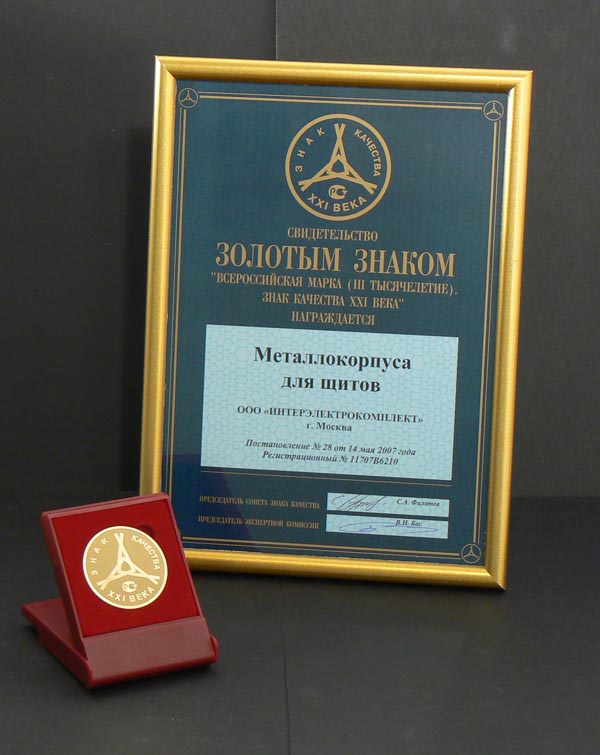 ЗНАК КАЧЕСТВА
XXI ВЕКА
СВИДЕТЕЛЬСТВО
ЗОЛОТЫМ ЗНАКОМ
"ВСЕРОССИЙСКАЯ МАРКА (III ТЫСЯЧЕЛЕТИЕ).
ЗНАК КАЧЕСТВА XXI ВЕКА"
НАГРАЖДАЕТСЯ
Металлокорпуса
для щитов
ООО «ИНТЕРЭЛЕКТРОКОМПЛЕКТ»
г. Москва
Постановление № 28 от 14 мая 2007 года
Регистрационный № 11707В6210
ПРЕДСЕДАТЕЛЬ СОВЕТА ЗНАКА КАЧЕСТВА С.А. Филатов
ПРЕДСЕДАТЕЛЬ ЭКСПЕРТНОЙ КОМИССИИ В.Н. Бас
ЗНАК КАЧЕСТВА
XXI ВЕКА